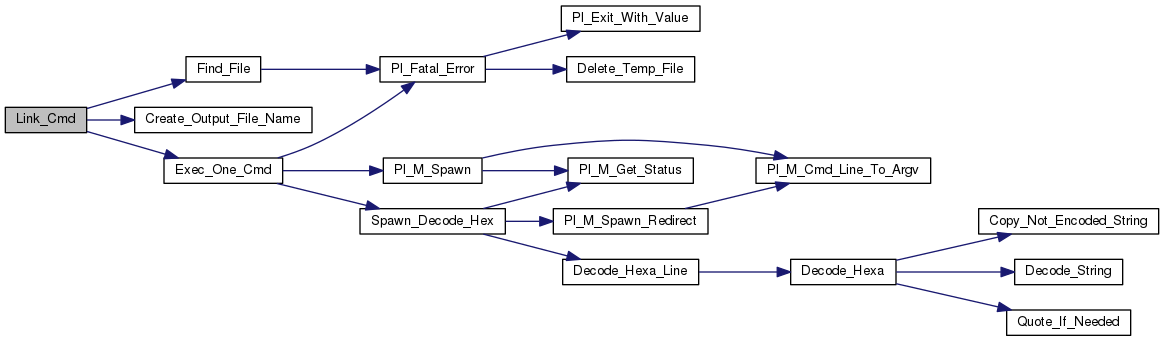 Link_Cmd
Find_File
Create_Output_File_Name
Exec_One_Cmd
Pl_Fatal_Error
Pl_M_Spawn
Spawn_Decode_Hex
Pl_Exit_With_Value
Delete_Temp_File
Pl_M_Get_Status
Pl_M_Spawn_Redirect
Decode_Hexa_Line
Pl_M_Cmd_Line_To_Argv
Decode_Hexa
Copy_Not_Encoded_String
Decode_String
Quote_If_Needed